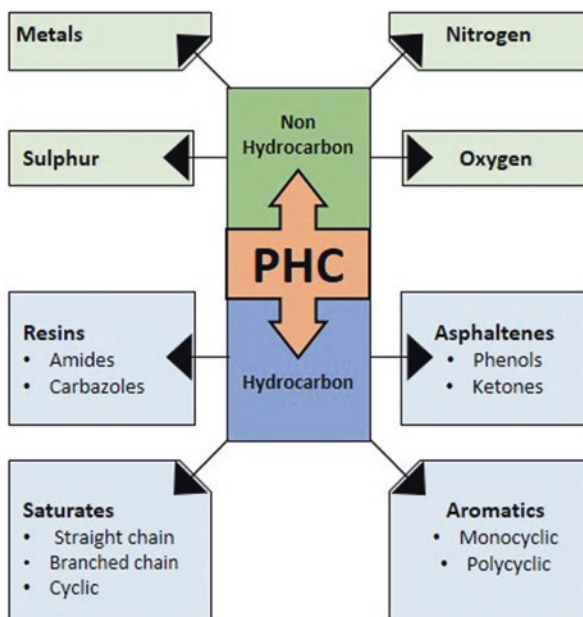 Metals
Nitrogen
Non
Hydrocarbon
Sulphur
Oxygen
PHC
Resins
• Amides
• Carbazoles
Asphaltenes
• Phenols
• Ketones
Hydrocarbon
Saturates
• Straight chain
• Branched chain
• Cyclic
Aromatics
• Monocyclic
• Polycyclic